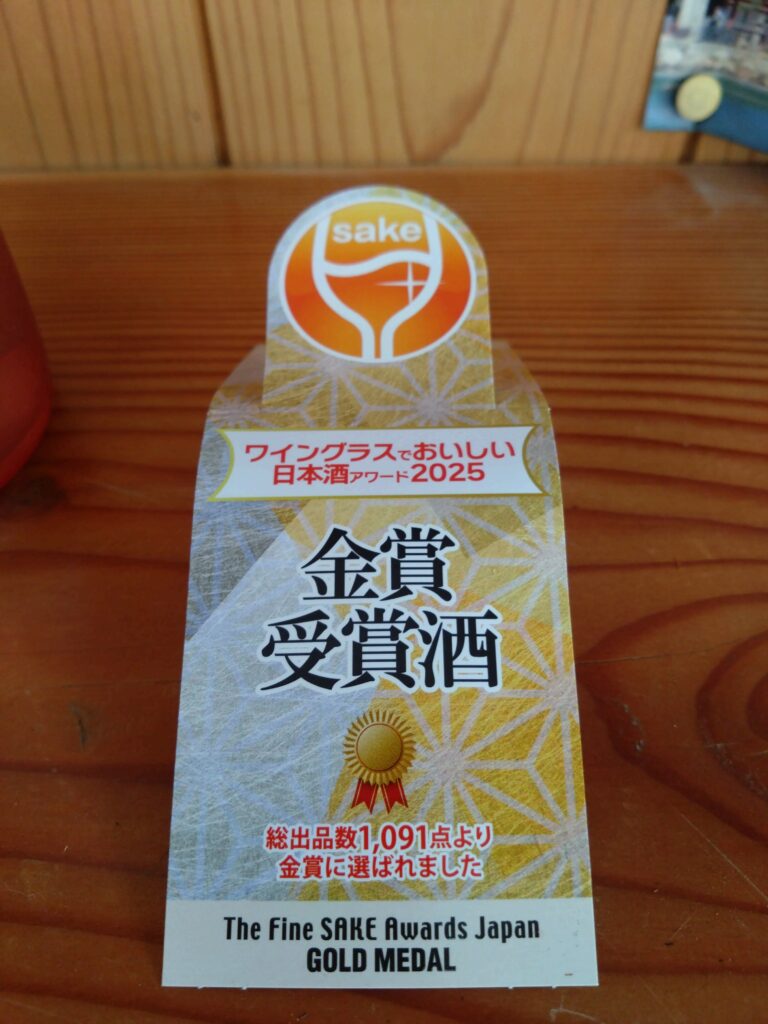 sake
ワイングラスでおいしい
日本酒アワード2025
金賞
受賞酒
総出品数1,091点より
金賞に選ばれました
The Fine SAKE Awards Japan
GOLD MEDAL